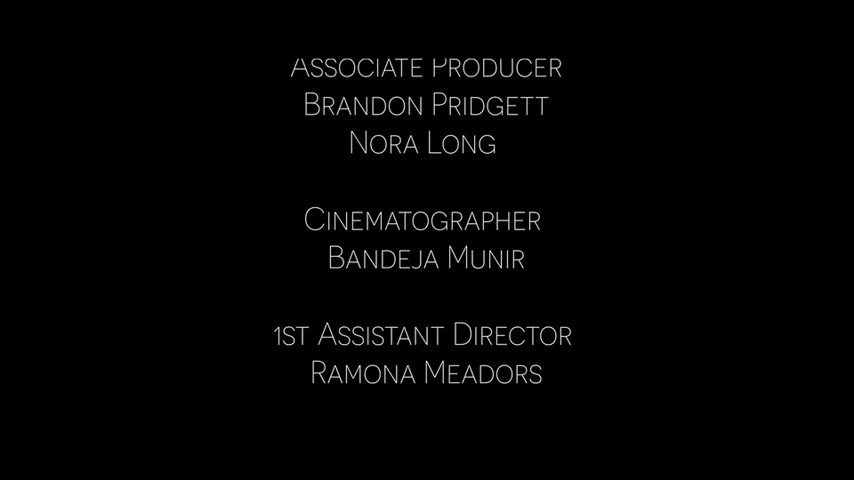 Associate Producer
Brandon Pridgett
Nora Long
Cinematographer
Bandeja Munir
1st Assistant Director
Ramona Meadors